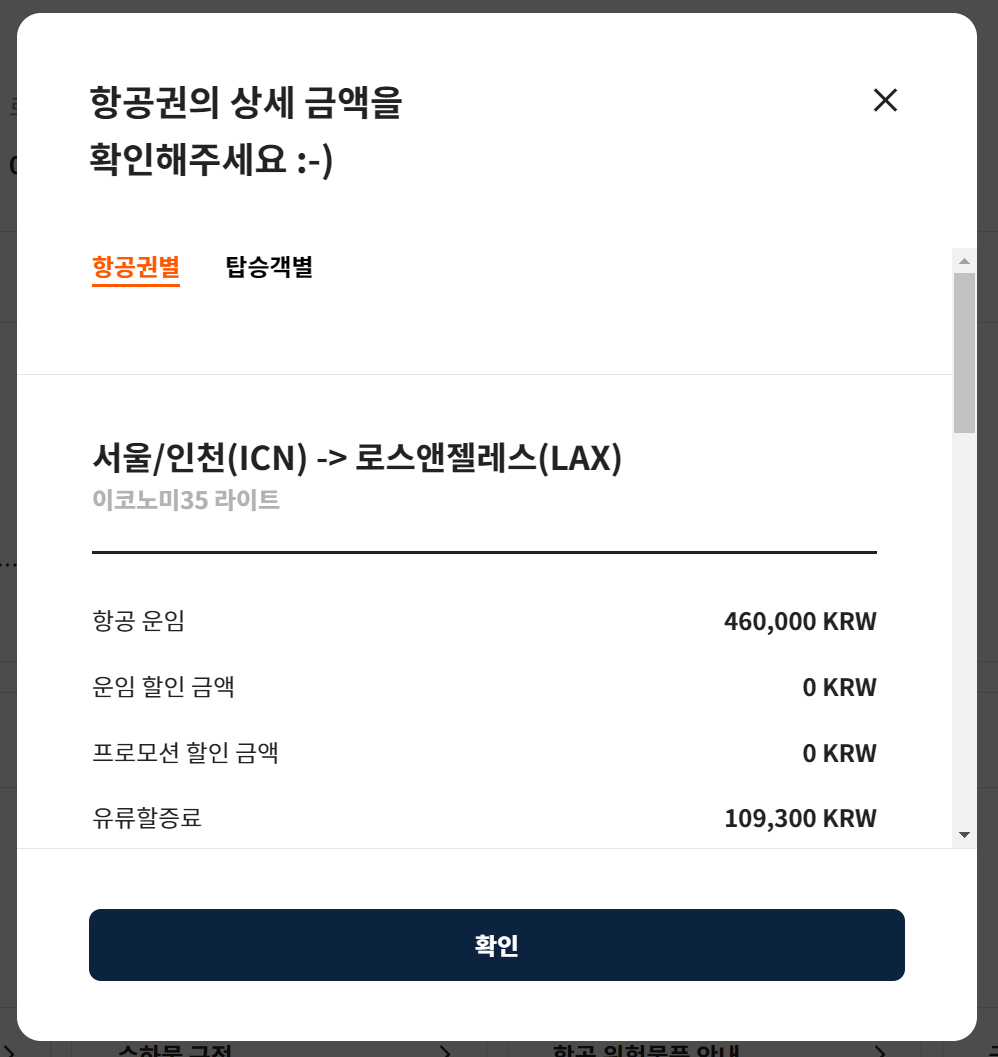 항공권의 상세 금액을
확인해주세요 :-)
항공권별 탑승객별
서울/인천(ICN) -> 로스앤젤레스(LAX)
이코노미35 라이트
항공 운임 460,000 KRW
운임 할인 금액 0 KRW
프로모션 할인 금액 0 KRW
유류할증료 109,300 KRW
확인